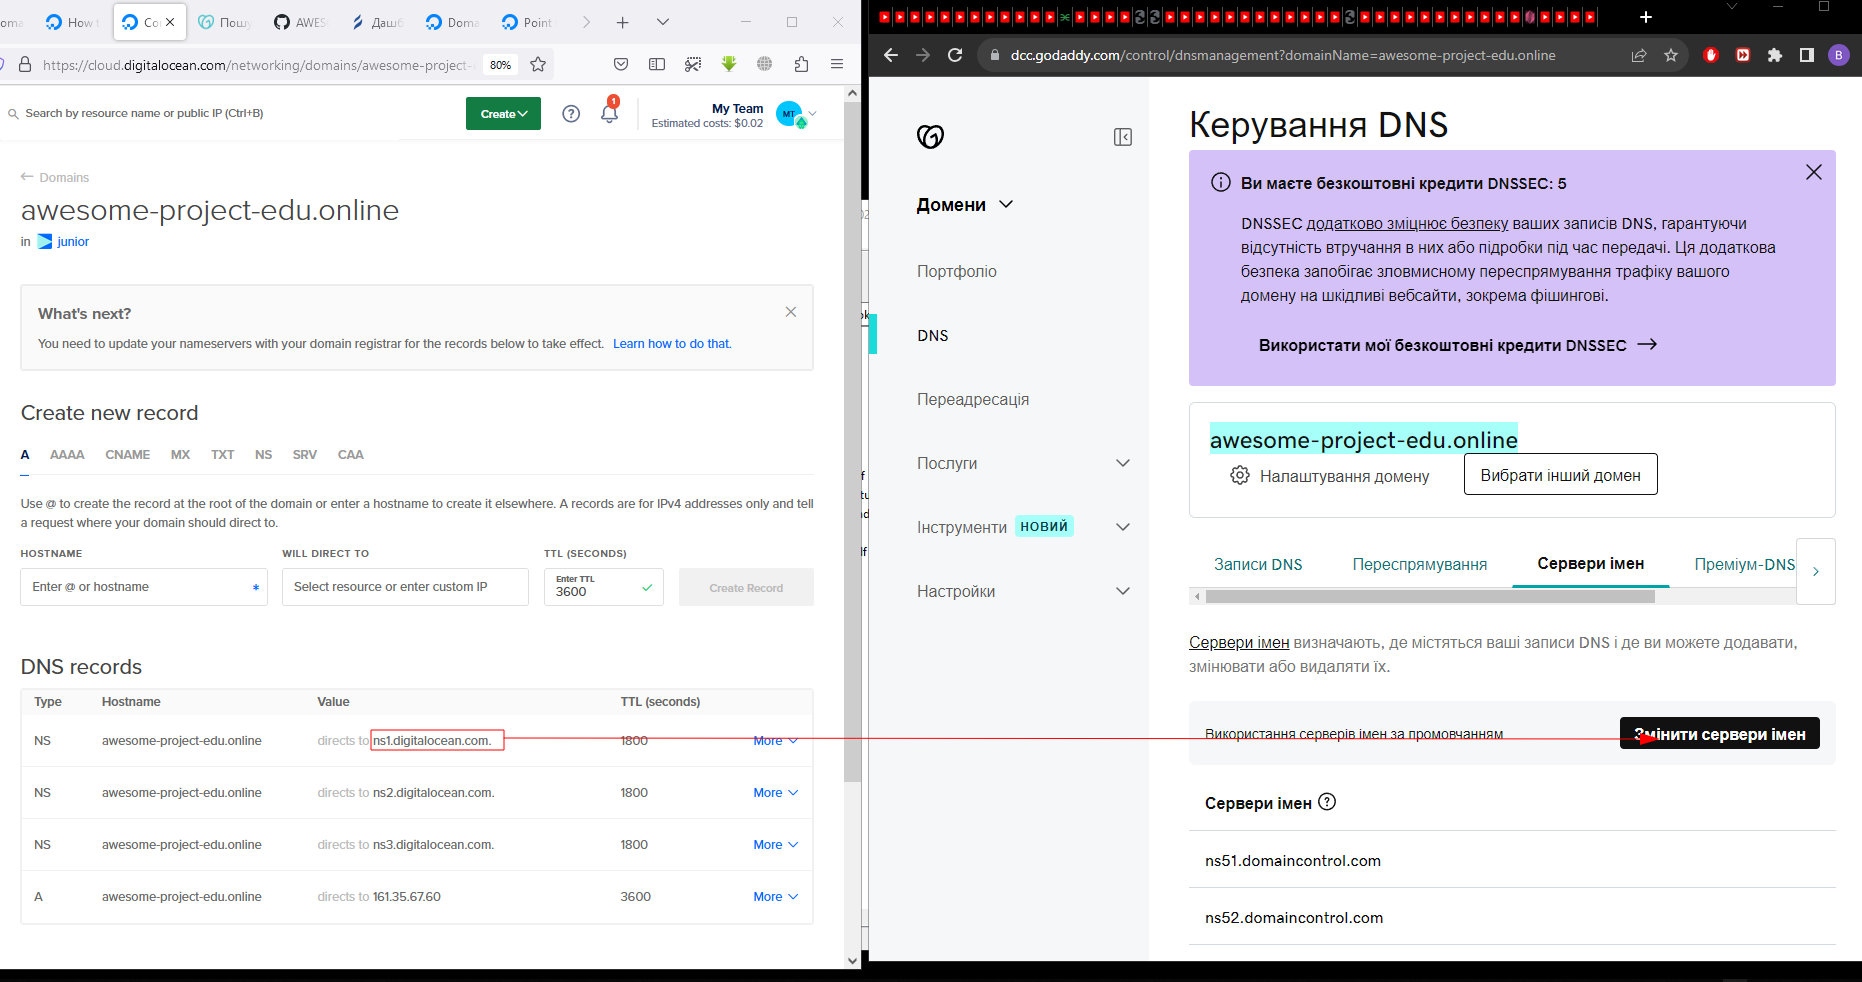 How t
Co
Пошу
AWES
Дашб
Doma
Point
https://cloud.digitalocean.com/networking/domains/awesome-project-
80%
Search by resource name or public IP (Ctrl+B)
Create
1
My Team
Estimated costs: $0.02
MT
Domains
awesome-project-edu.online
in junior
What's next?
You need to update your nameservers with your domain registrar for the records below to take effect. Learn how to do that.
Create new record
A AAAA CNAME MX TXT NS SRV CAA
Use @ to create the record at the root of the domain or enter a hostname to create it elsewhere. A records are for IPv4 addresses only and tell
a request where your domain should direct to.
HOSTNAME WILL DIRECT TO TTL (SECONDS)
Enter @ or hostname *
Select resource or enter custom IP
Enter TTL
3600
Create Record
DNS records
Type Hostname Value TTL (seconds)
NS awesome-project-edu.online directs to ns1.digitalocean.com. 1800 More
NS awesome-project-edu.online directs to ns2.digitalocean.com. 1800 More
NS awesome-project-edu.online directs to ns3.digitalocean.com. 1800 More
A awesome-project-edu.online directs to 161.35.67.60 3600 More
dcc.godaddy.com/control/dnsmanagement?domainName=awesome-project-edu.online
B
Домени
Портфоліо
DNS
Переадресація
Послуги
Інструменти НОВИЙ
Настройки
Керування DNS
Ви маєте безкоштовні кредити DNSSEC: 5
DNSSEC додатково зміцнює безпеку ваших записів DNS, гарантуючи
відсутність втручання в них або підробки під час передачі. Ця додаткова
безпека запобігає зловмисному переспрямування трафіку вашого
домену на шкідливі вебсайти, зокрема фішингові.
Використати мої безкоштовні кредити DNSSEC
awesome-project-edu.online
Налаштування домену
Вибрати інший домен
Записи DNS Переспрямування Сервери імен Преміум-DNS
Сервери імен визначають, де містяться ваші записи DNS і де ви можете додавати,
змінювати або видаляти їх.
Використання серверів імен за промовчанням
Змінити сервери імен
Сервери імен
ns51.domaincontrol.com
ns52.domaincontrol.com